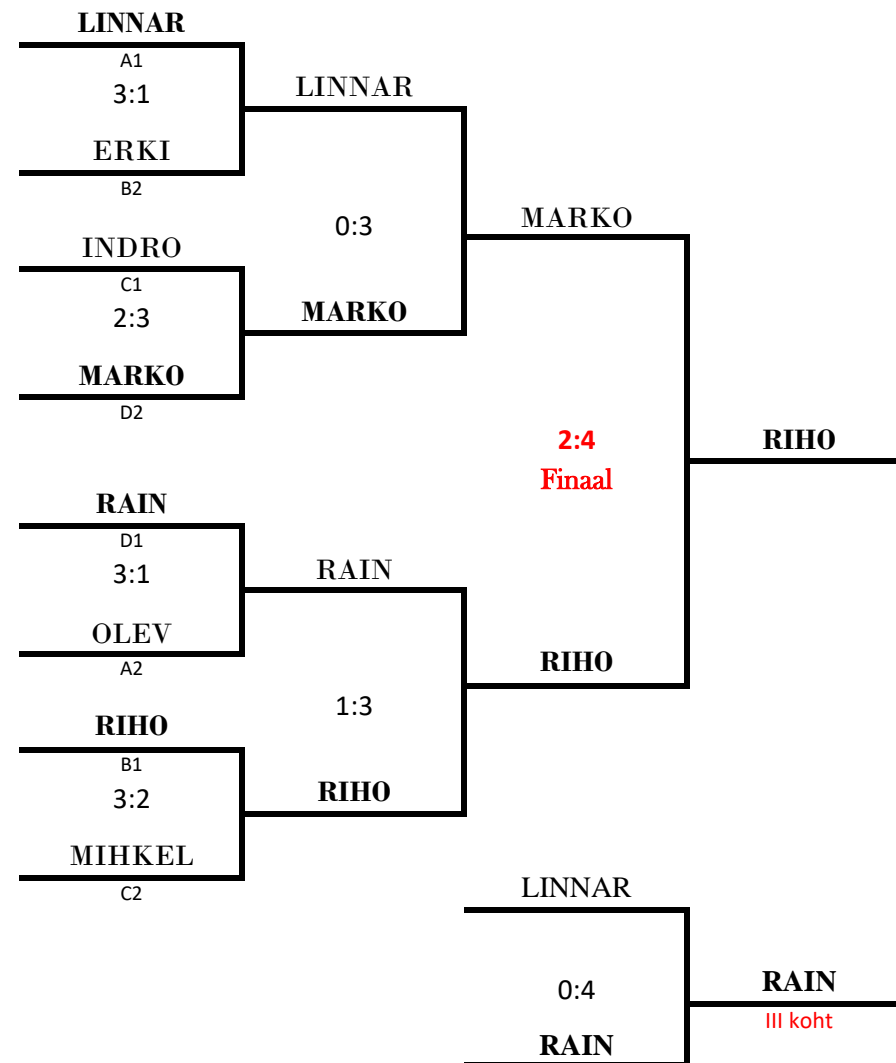 LINNAR
A1
3:1
LINNAR
ERKI
B2
0:3
MARKO
INDRO
C1
2:3
MARKO
MARKO
D2
2:4
RIHO
Finaal
RAIN
D1
3:1
RAIN
OLEV
A2
RIHO
1:3
RIHO
B1
3:2
RIHO
MIHKEL
C2
LINNAR
0:4
RAIN
III koht
RAIN